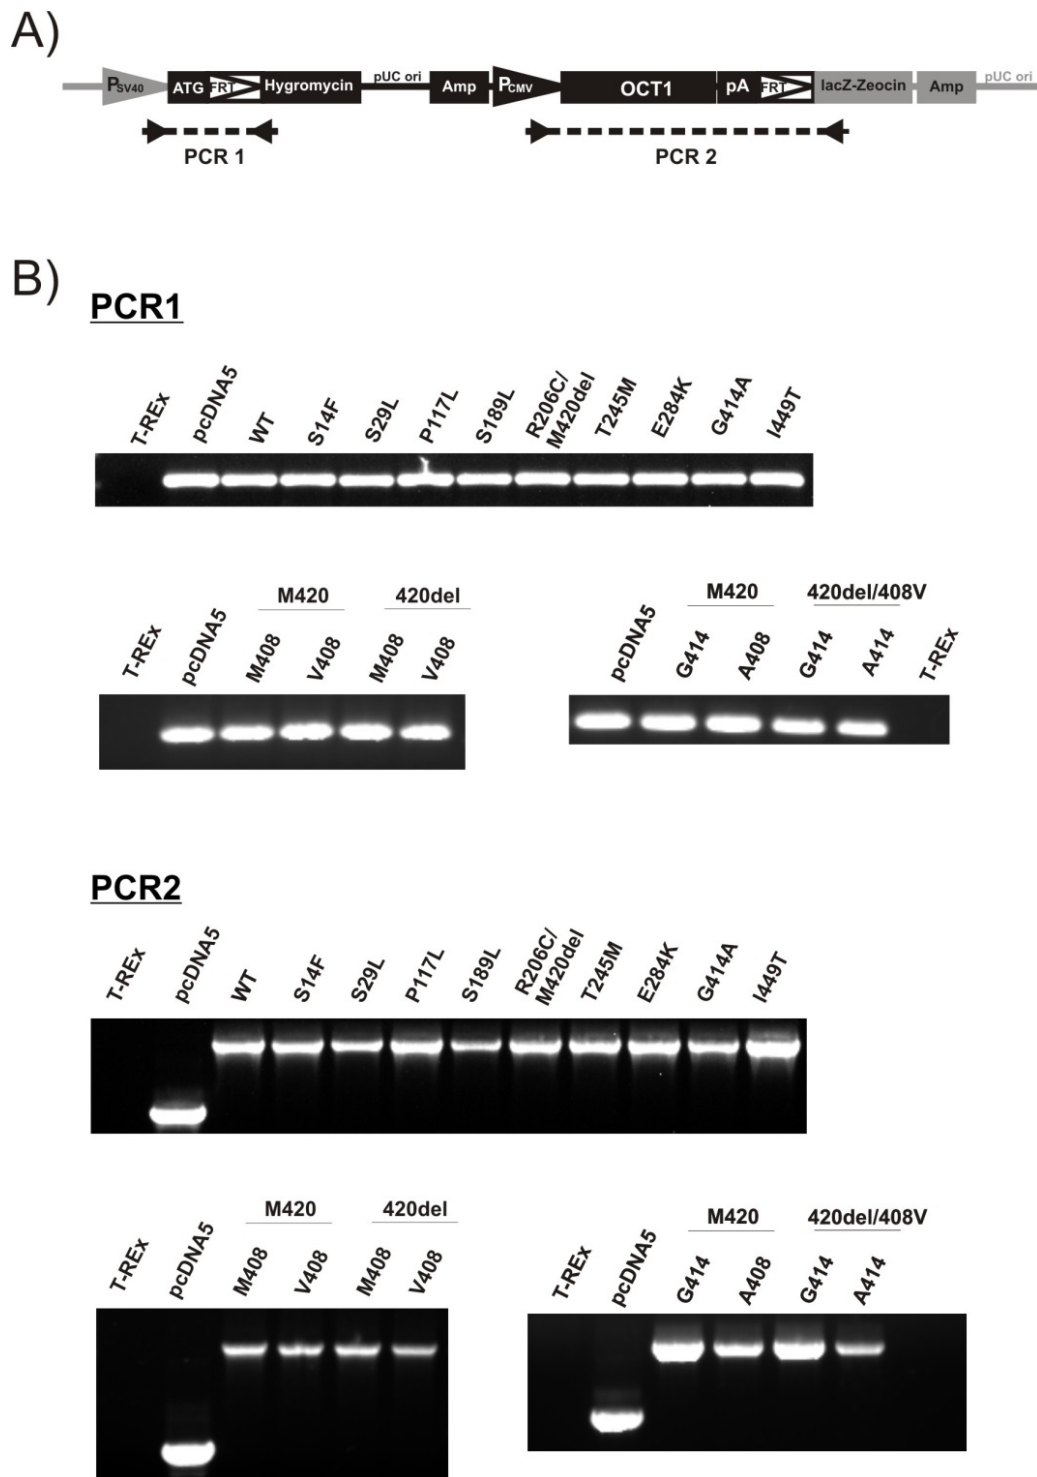 A)
PSV40 ATG FRT Hygromycin pUC ori Amp PCMV OCT1 pA FRT lacZ-Zeocin Amp pUC ori
PCR 1 PCR 2
B)
PCR1
T-REx pcDNA5 WT S14F S29L P117L S189L R206C/M420del T245M E284K G414A I449T
M420 420del
T-REx pcDNA5 M408 V408 M408 V408
M420 420del/408V
pcDNA5 G414 A408 G414 A414 T-REx
PCR2
T-REx pcDNA5 WT S14F S29L P117L S189L R206C/M420del T245M E284K G414A I449T
M420 420del
T-REx pcDNA5 M408 V408 M408 V408
M420 420del/408V
T-REx pcDNA5 G414 A408 G414 A414